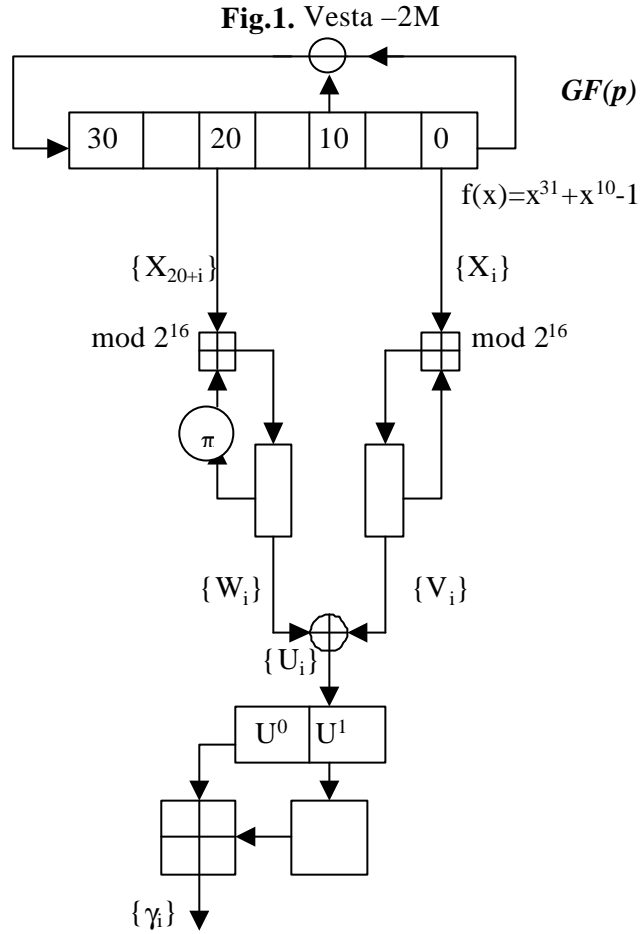 Fig.1. Vesta –2M
GF(p)
30 20 10 0
f(x)=x³¹+x¹⁰-1
{X₂₀₊ᵢ} {Xᵢ}
mod 2¹⁶ mod 2¹⁶
π
{Wᵢ} {Vᵢ}
{Uᵢ}
U⁰ U¹
{γᵢ}